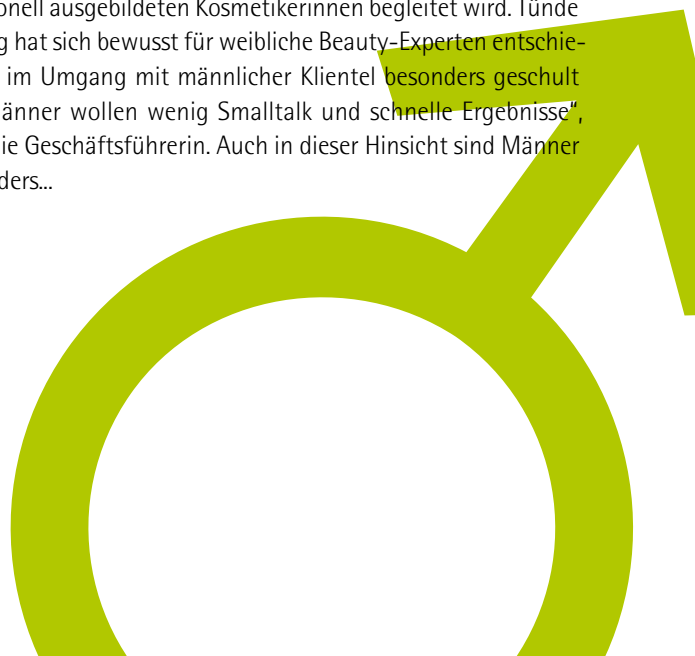 onell ausgebildeten Kosmetikerinnen begleitet wird. Tünde
g hat sich bewusst für weibliche Beauty-Experten entschie-
im Umgang mit männlicher Klientel besonders geschult
änner wollen wenig Smalltalk und schnelle Ergebnisse“,
ie Geschäftsführerin. Auch in dieser Hinsicht sind Männer
ders...